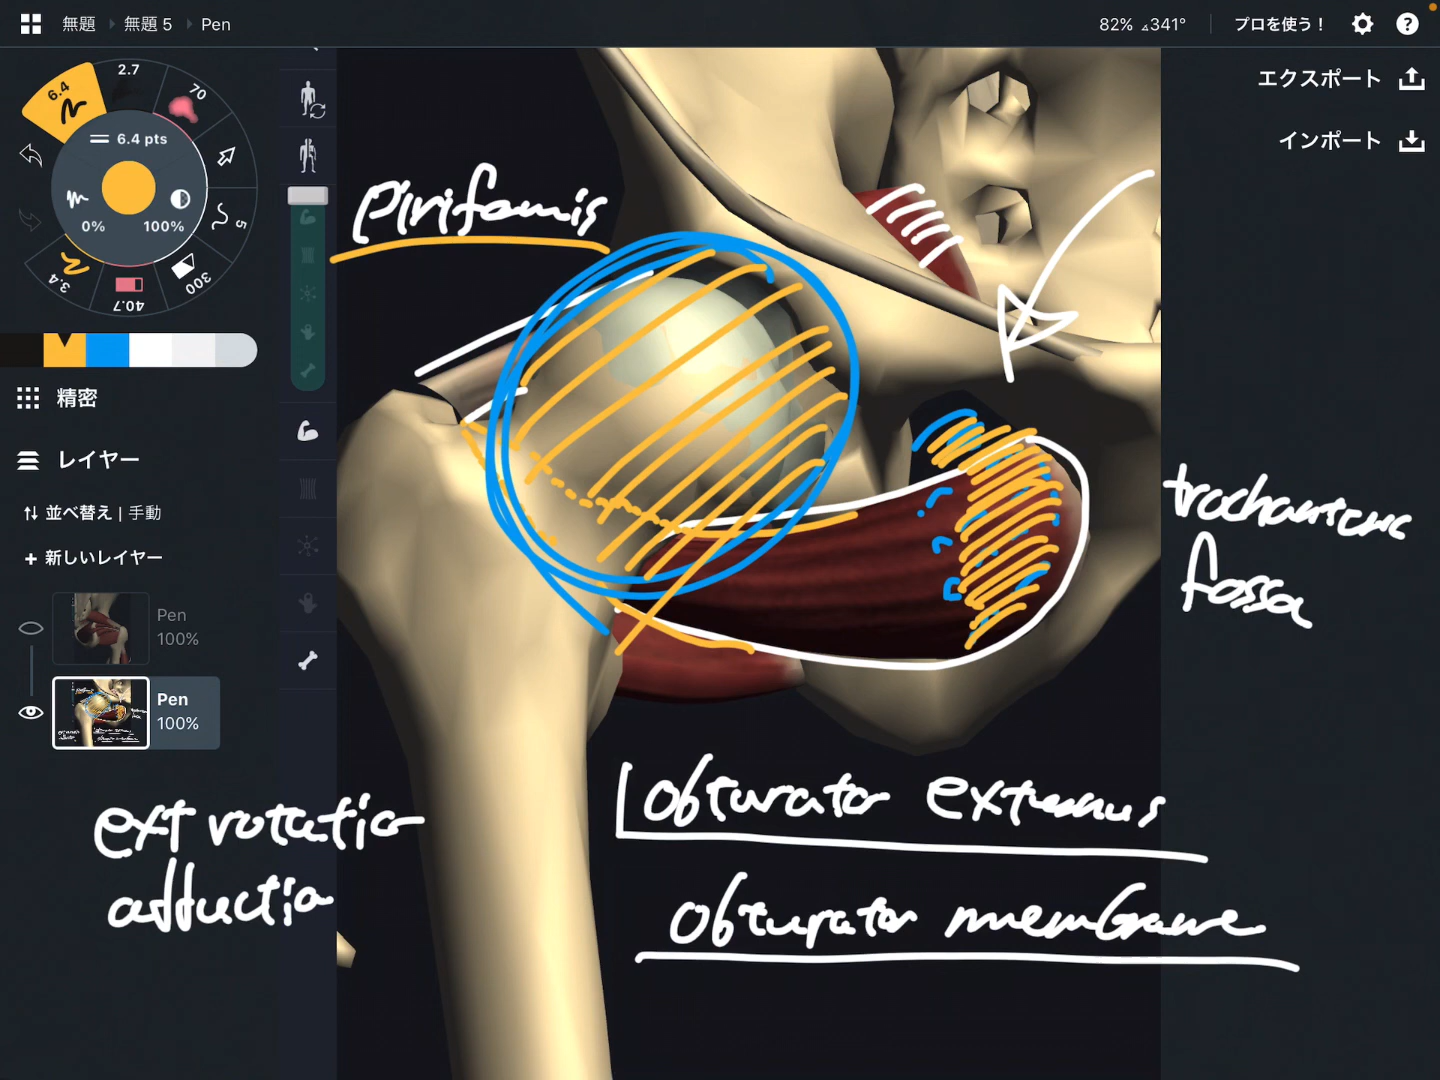 無題 無題 5 Pen
82% ⦟341°
プロを使う！
エクスポート
インポート
2.7
6.4
70
6.4 pts
0%
100%
5
3.4
40.7
300
精密
レイヤー
並べ替え | 手動
+ 新しいレイヤー
Pen
100%
Pen
100%
Piriformis
trochanteric
fossa
ext rotatio
adductio
obturator externus
obturator membrane